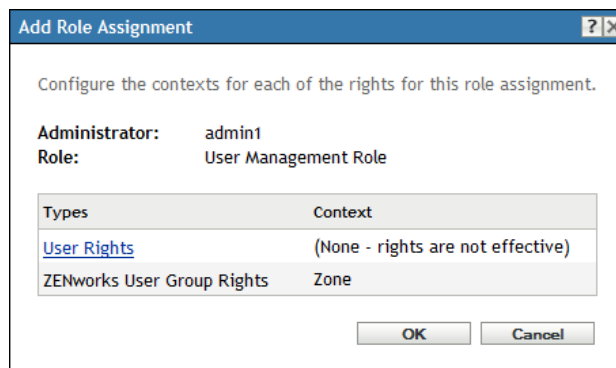 Add Role Assignment ?
Configure the contexts for each of the rights for this role assignment.
Administrator: admin1
Role: User Management Role
Types Context
User Rights (None - rights are not effective)
ZENworks User Group Rights Zone
OK Cancel